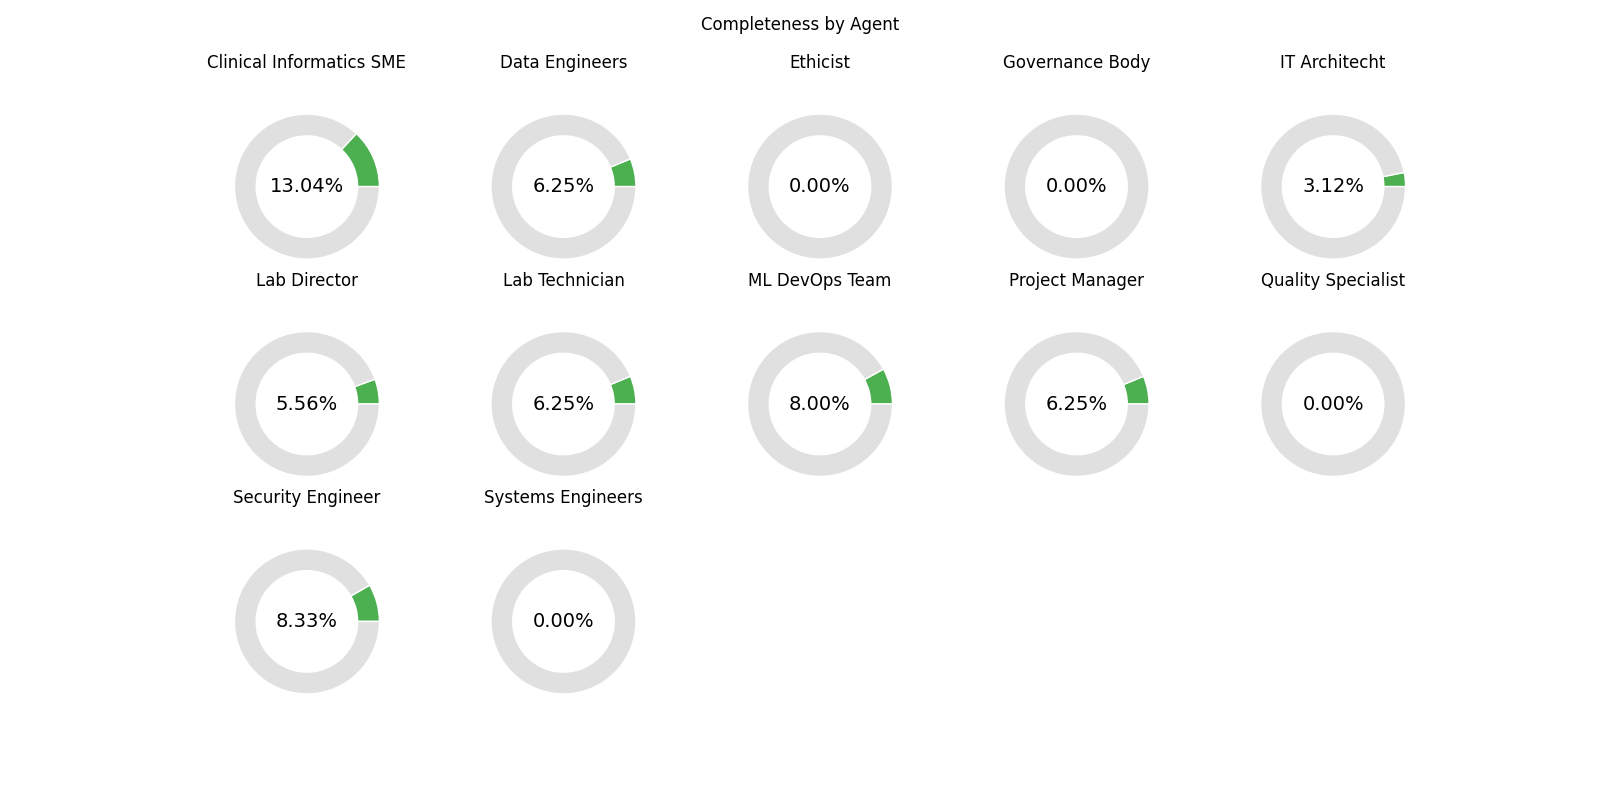 Completeness by Agent
Clinical Informatics SME
Data Engineers
Ethicist
Governance Body
IT Architecht
13.04%
6.25%
0.00%
0.00%
3.12%
Lab Director
Lab Technician
ML DevOps Team
Project Manager
Quality Specialist
5.56%
6.25%
8.00%
6.25%
0.00%
Security Engineer
Systems Engineers
8.33%
0.00%